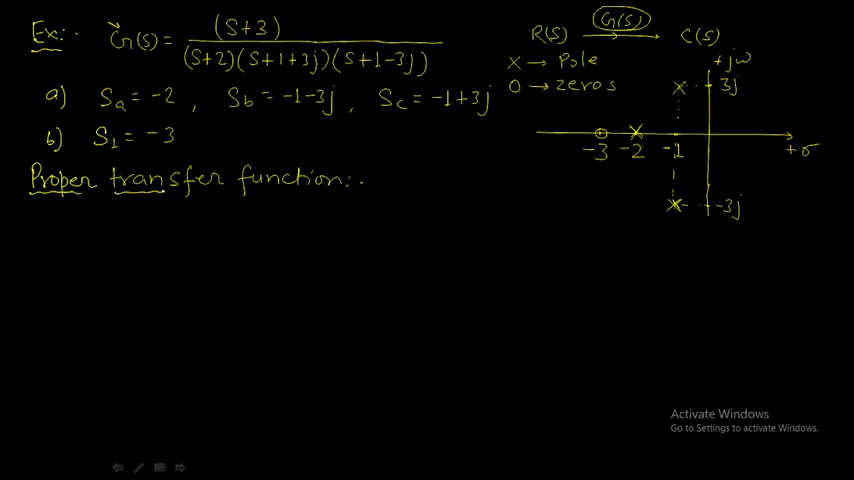 Ex:. G(s) = (S+3) / (S+2)(S+1+3j)(S+1-3j)
a) Sa = -2 , Sb = -1-3j , Sc = -1+3j
b) S1 = -3
Proper transfer function:.
G(s)
R(S) → C(S)
x → Pole
0 → zeros
+jω
3j
-3 -2 -1
+σ
-3j
Activate Windows
Go to Settings to activate Windows.